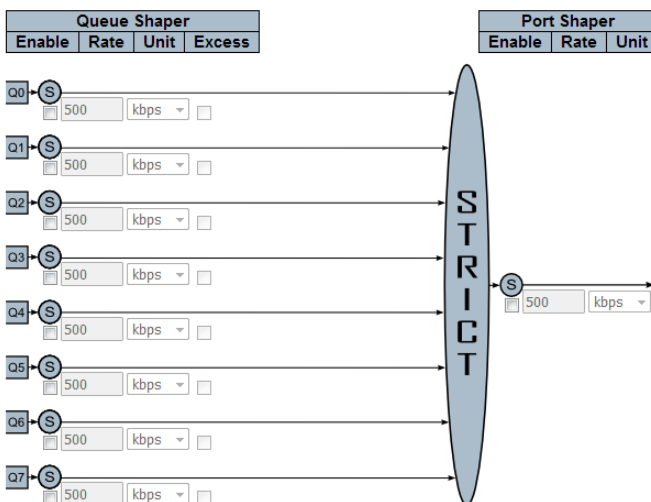 Queue Shaper Port Shaper
Enable Rate Unit Excess Enable Rate Unit
Q0 S
500 kbps
Q1 S
500 kbps
Q2 S
500 kbps
Q3 S
500 kbps
Q4 S
500 kbps
Q5 S
500 kbps
Q6 S
500 kbps
Q7 S
500 kbps
STRICT
S
500 kbps